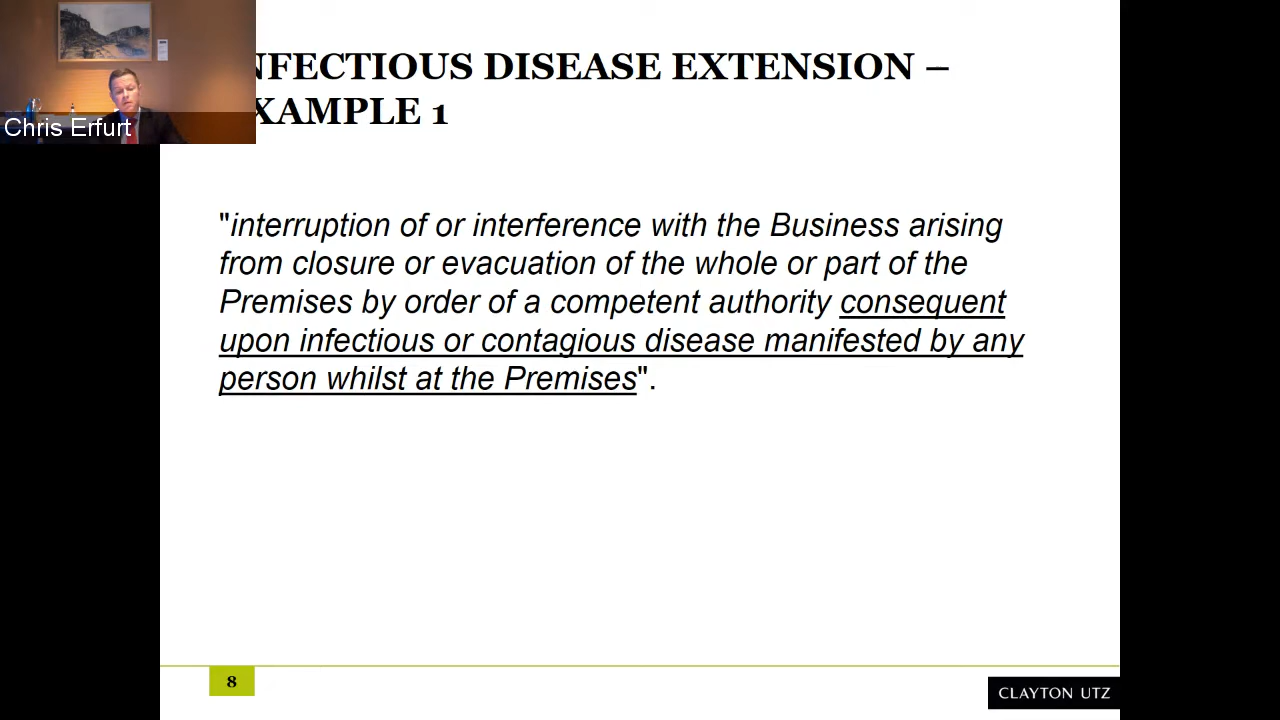 NFECTIOUS DISEASE EXTENSION –
XAMPLE 1
Chris Erfurt
"interruption of or interference with the Business arising
from closure or evacuation of the whole or part of the
Premises by order of a competent authority consequent
upon infectious or contagious disease manifested by any
person whilst at the Premises".
8
CLAYTON UTZ